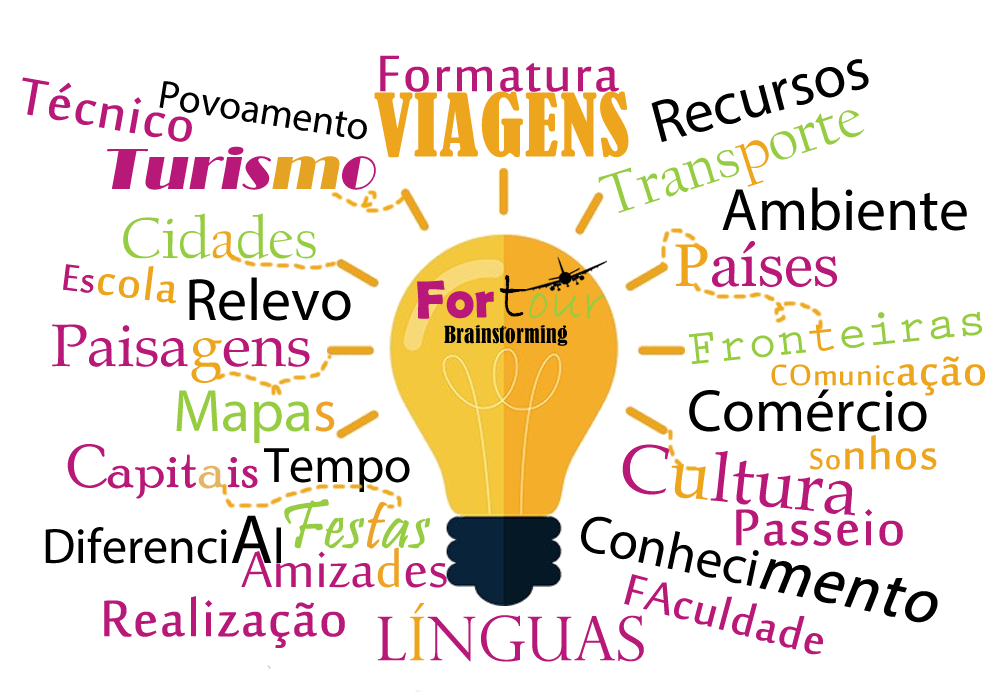 Formatura
VIAGENS
Técnico
Povoamento
Turismo
Recursos
Transporte
Cidades
Ambiente
Escola
Relevo
Países
Fortour
Brainstorming
Paisagens
Fronteiras
COmunicação
Mapas
Comércio
Capitais
Tempo
Sonhos
Cultura
Festas
DiferenciAl
Passeio
Amizades
Conhecimento
Realização
FAculdade
LÍNGUAS